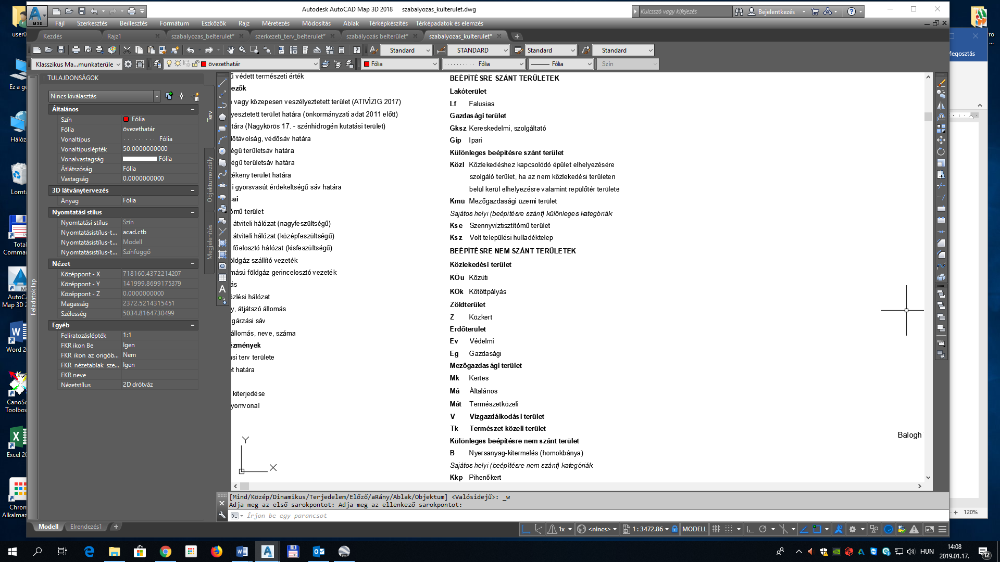 Autodesk AutoCAD Map 3D 2018 szabalyozas_kulterulet.dwg
Kulcsszó vagy kifejezés
Bejelentkezés
Fájl Szerkesztés Beillesztés Formátum Eszközök Rajz Méretezés Módosítás Ablak Térképkészítés Térképadatok és elemzés
Kezdés Rajz1 szabalyozas_belterulet* szerkezeti_terv_belterulet* szabályozás belterület* szabalyozas_kulterulet*
Standard STANDARD Standard Standard
Klasszikus Ma...munkaterüle övezethatár Fólia Fólia Fólia Szín
TULAJDONSÁGOK
Nincs kiválasztás
Általános
Szín Fólia
Fólia övezethatár
Vonaltípus Fólia
Vonaltípuslépték 50.0000000000
Vonalvastagság Fólia
Átlátszóság Fólia
Vastagság 0.0000000000
3D látványtervezés
Anyag Fólia
Nyomtatási stílus
Nyomtatási stílus Szín
Nyomtatásistílus-t... acad.ctb
Nyomtatásistílus-t... Modell
Nyomtatásistílus-t... Színfüggő
Nézet
Középpont - X 718160.4372214207
Középpont - Y 141999.8699175379
Középpont - Z 0.0000000000
Magasság 2372.5214315451
Szélesség 5034.8164730499
Egyéb
Feliratozáslépték 1:1
FKR ikon Be Igen
FKR ikon az origób... Nem
FKR nézetablak sze... Igen
FKR neve
Nézetstílus 2D drótváz
Terv
Objektumosztály
Megjelenítés
Feladatok lap
ű védett természeti érték
ezők
vagy közepesen veszélyeztetett terület (ATIVÍZIG 2017)
yesztetett terület határa (önkormányzati adat 2011 előtt)
tára (Nagykörös 17. - szénhidrogén kutatási terület)
lőtávolság, védősáv határa
égű területsáv határa
égű területsáv határa
ékeny terület határa
i gyorsvasút érdekeltségű sáv határa
ai
ómű terület
átviteli hálózat (nagyfeszültségű)
átviteli hálózat (középfeszültségű)
főelosztó hálózat (kisfeszültségű)
öldgáz szállító vezeték
mású földgáz gerincelosztó vezeték
ás
özlési hálózat
y, átjátszó állomás
gárzási sáv
állomás, neve, száma
ezmények
si terv területe
t határa
kiterjedése
yomvonal
BEÉPÍTÉSRE SZÁNT TERÜLETEK
Lakóterület
Lf Falusias
Gazdasági terület
Gksz Kereskedelmi, szolgáltató
Gip Ipari
Különleges beépítésre szánt terület
Közl Közlekedéshez kapcsolódó épület elhelyezésére
szolgáló terület, ha az nem közlekedési területen
belül kerül elhelyezésre valamint repülőtér területe
Kmü Mezőgazdasági üzemi terület
Sajátos helyi (beépítésre szánt) különleges kategóriák
Kse Szennyvíztisztítómű terület
Ksz Volt települési hulladéktelep
BEÉPÍTÉSRE NEM SZÁNT TERÜLETEK
Közlekedési terület
KÖu Közúti
KÖk Kötöttpályás
Zöldterület
Z Közkert
Erdőterület
Ev Védelmi
Eg Gazdasági
Mezőgazdasági terület
Mk Kertes
Má Általános
Mát Természetközeli
V Vízgazdálkodási terület
Tk Természet közeli terület
Különleges beépítésre nem szánt terület
B Nyersanyag-kitermelés (homokbánya)
Sajátos helyi (beépítésre nem szánt) kategóriák
Kkp Pihenőkert
Balogh
Y
X
[Mind/Közép/Dinamikus/Terjedelem/Előző/aRány/Ablak/Objektum] <Valósidejű>: _w
Adja meg az első sarokpontot: Adja meg az ellenkező sarokpontot:
Írjon be egy parancsot
Modell Elrendezés1
1x <nincs> 1 : 3472.86 MODELL
user0
Ez a gé
Háló
Lomta
Total
Comman
AutoCA
Map 3D 2
Word 20
CanoSc
Toolbox
Excel 20
Chrom
Alkalmaz
ro
...
legosztás
120%
HUN
14:08
2019.01.17.
12